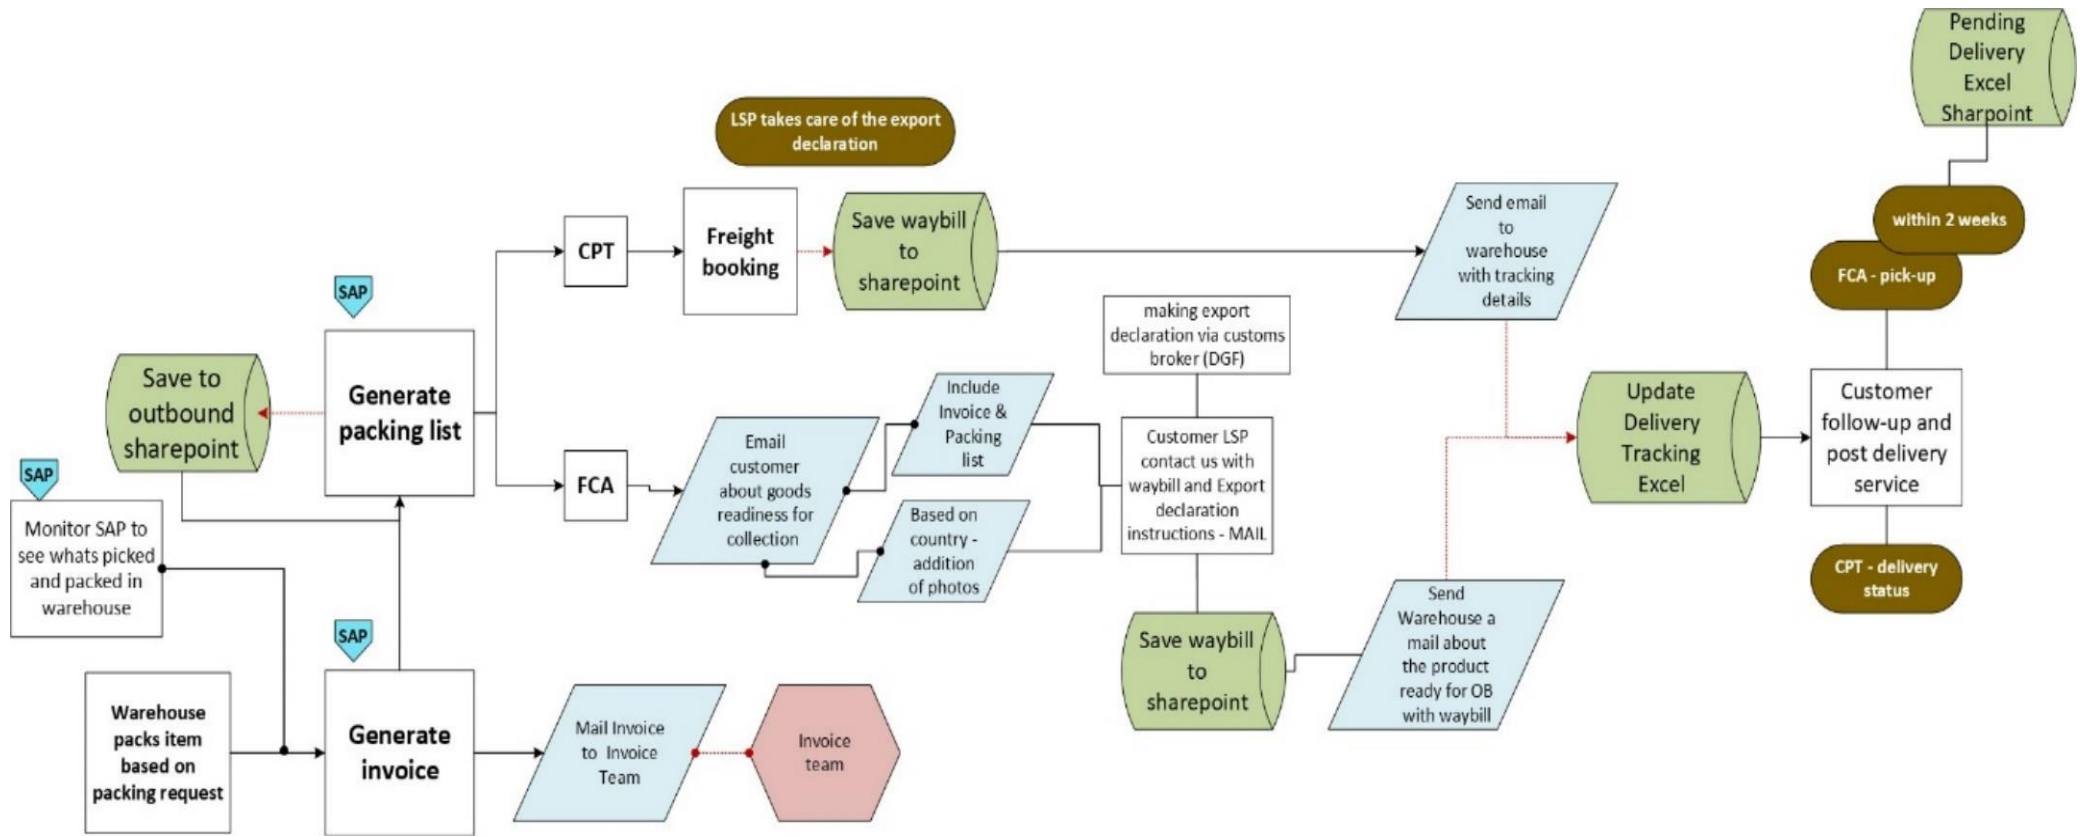 Pending
Delivery
Excel
Sharpoint
LSP takes care of the export
declaration
within 2 weeks
FCA - pick-up
Save waybill
to
sharepoint
Send email
to
warehouse
with tracking
details
Freight
booking
CPT
SAP
making export
declaration via customs
broker (DGF)
Save to
outbound
sharepoint
Generate
packing list
Include
Invoice &
Packing
list
Update
Delivery
Tracking
Excel
Customer
follow-up and
post delivery
service
FCA
Email
customer
about goods
readiness for
collection
Customer LSP
contact us with
waybill and Export
declaration
instructions - MAIL
Based on
country -
addition
of photos
SAP
Monitor SAP to
see whats picked
and packed in
warehouse
CPT - delivery
status
SAP
Save waybill
to
sharepoint
Send
Warehouse a
mail about
the product
ready for OB
with waybill
Warehouse
packs item
based on
packing request
Generate
invoice
Mail Invoice
to Invoice
Team
Invoice
team